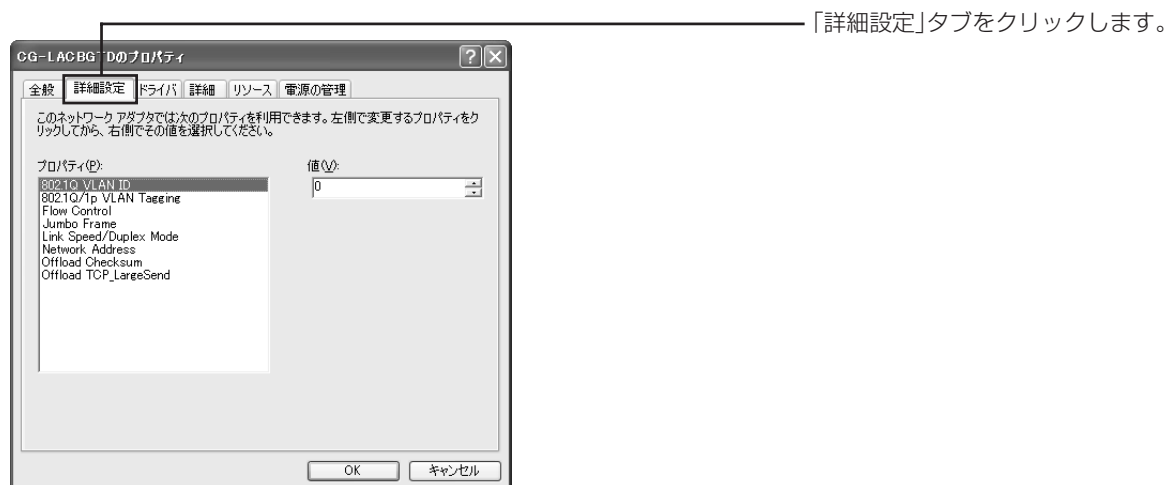 「詳細設定」タブをクリックします。
CG-LACBGTDのプロパティ
全般 詳細設定 ドライバ 詳細 リソース 電源の管理
このネットワーク アダプタでは次のプロパティを利用できます。左側で変更するプロパティをク
リックしてから、右側でその値を選択してください。
プロパティ(P): 値(V):
802.1Q VLAN ID 0
802.1Q/1p VLAN Tagging
Flow Control
Jumbo Frame
Link Speed/Duplex Mode
Network Address
Offload Checksum
Offload TCP_LargeSend
OK キャンセル